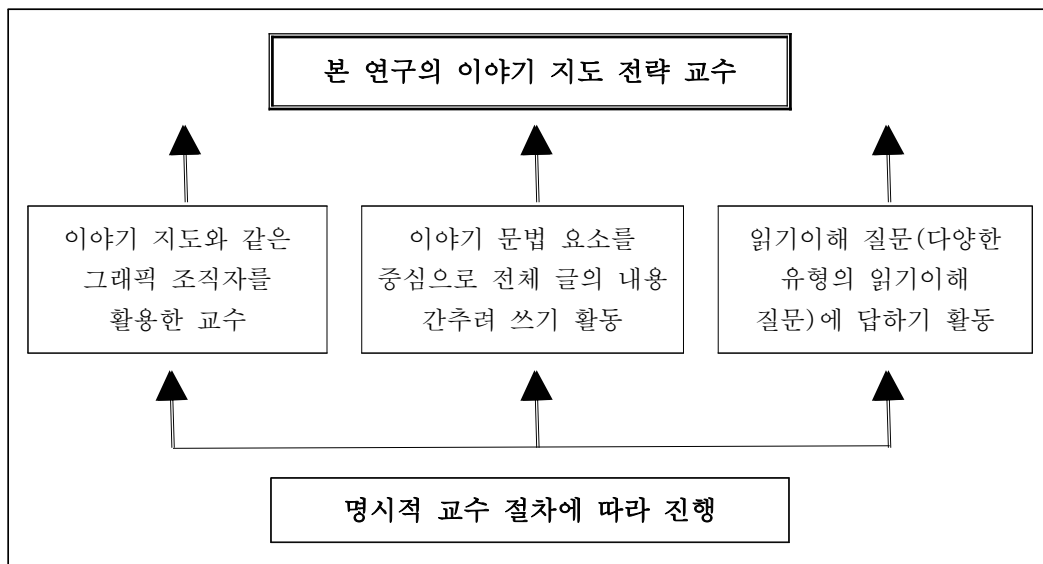 본 연구의 이야기 지도 전략 교수
이야기 지도와 같은
그래픽 조직자를
활용한 교수
이야기 문법 요소를
중심으로 전체 글의 내용
간추려 쓰기 활동
읽기이해 질문(다양한
유형의 읽기이해
질문)에 답하기 활동
명시적 교수 절차에 따라 진행